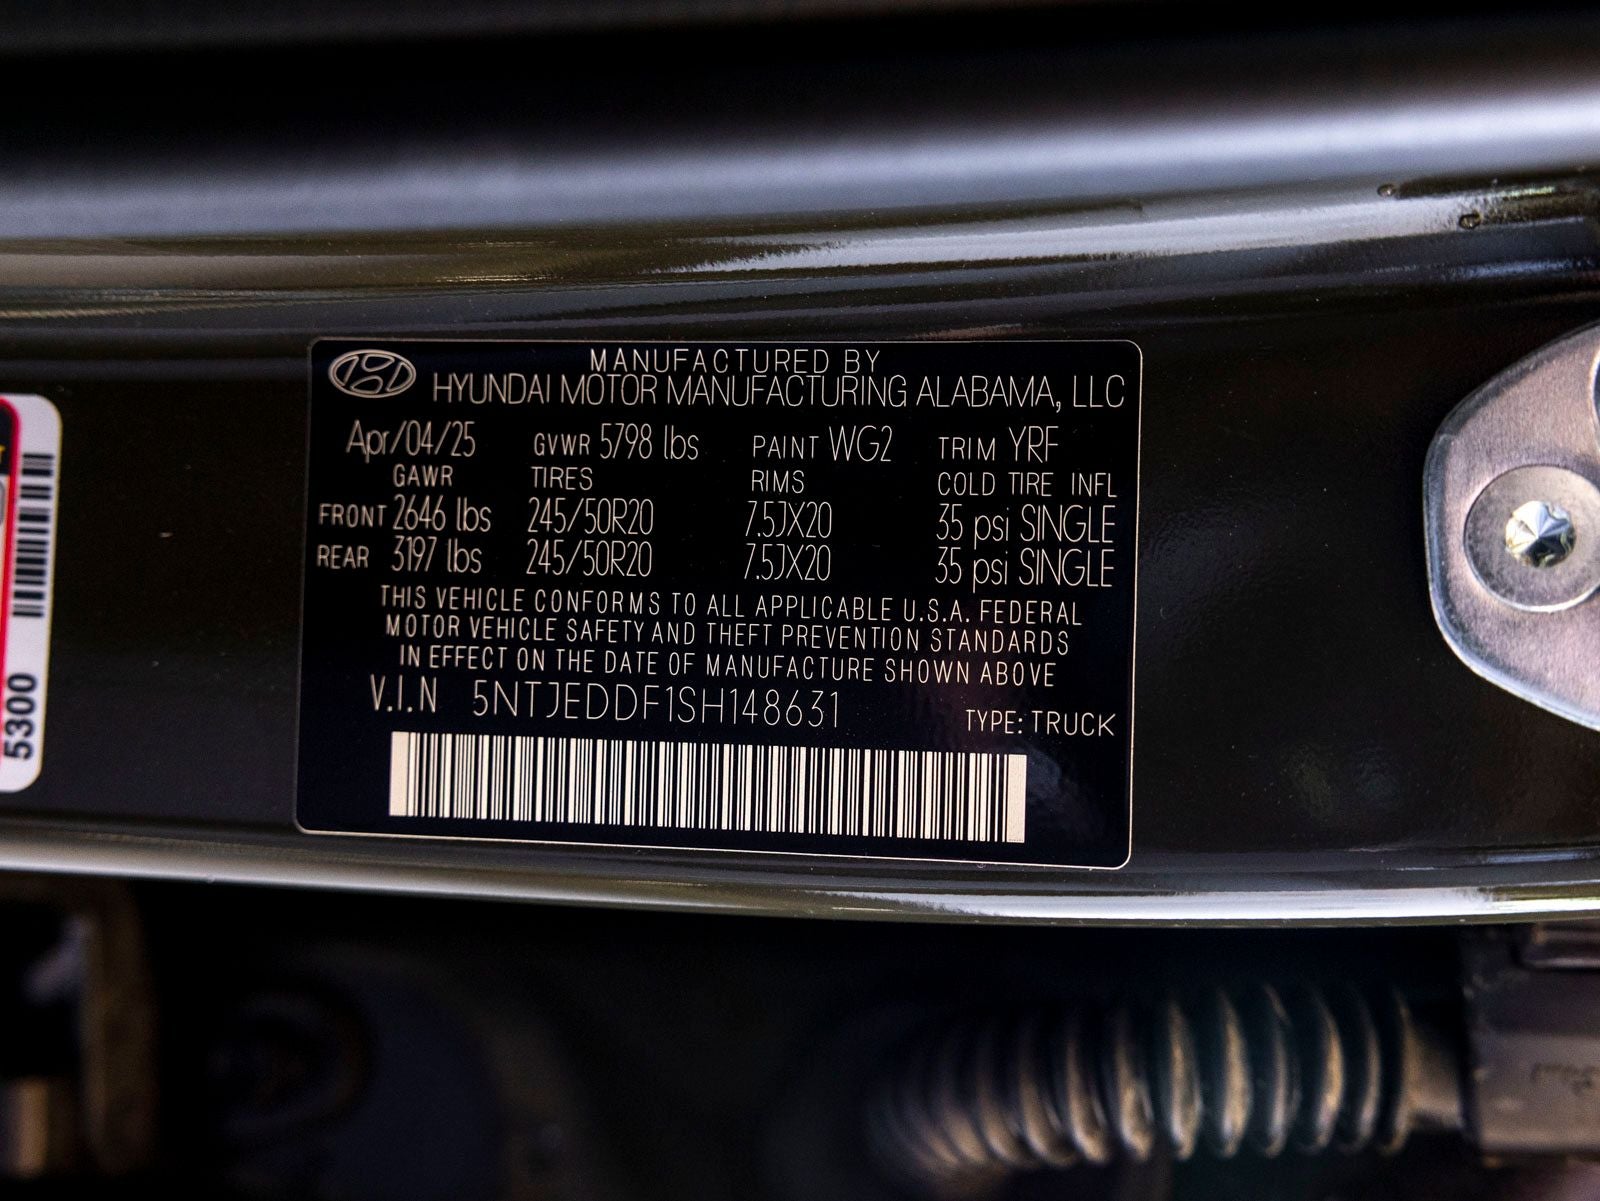 MANUFACTURED BY
HYUNDAI MOTOR MANUFACTURING ALABAMA, LLC
Apr/04/25 GVWR 5798 lbs PAINT WG2 TRIM YRF
GAWR TIRES RIMS COLD TIRE INFL
FRONT 2646 lbs 245/50R20 7.5JX20 35 psi SINGLE
REAR 3197 lbs 245/50R20 7.5JX20 35 psi SINGLE
THIS VEHICLE CONFORMS TO ALL APPLICABLE U.S.A. FEDERAL
MOTOR VEHICLE SAFETY AND THEFT PREVENTION STANDARDS
IN EFFECT ON THE DATE OF MANUFACTURE SHOWN ABOVE
V.I.N 5NTJEDDF1SH148631
TYPE: TRUCK
5300